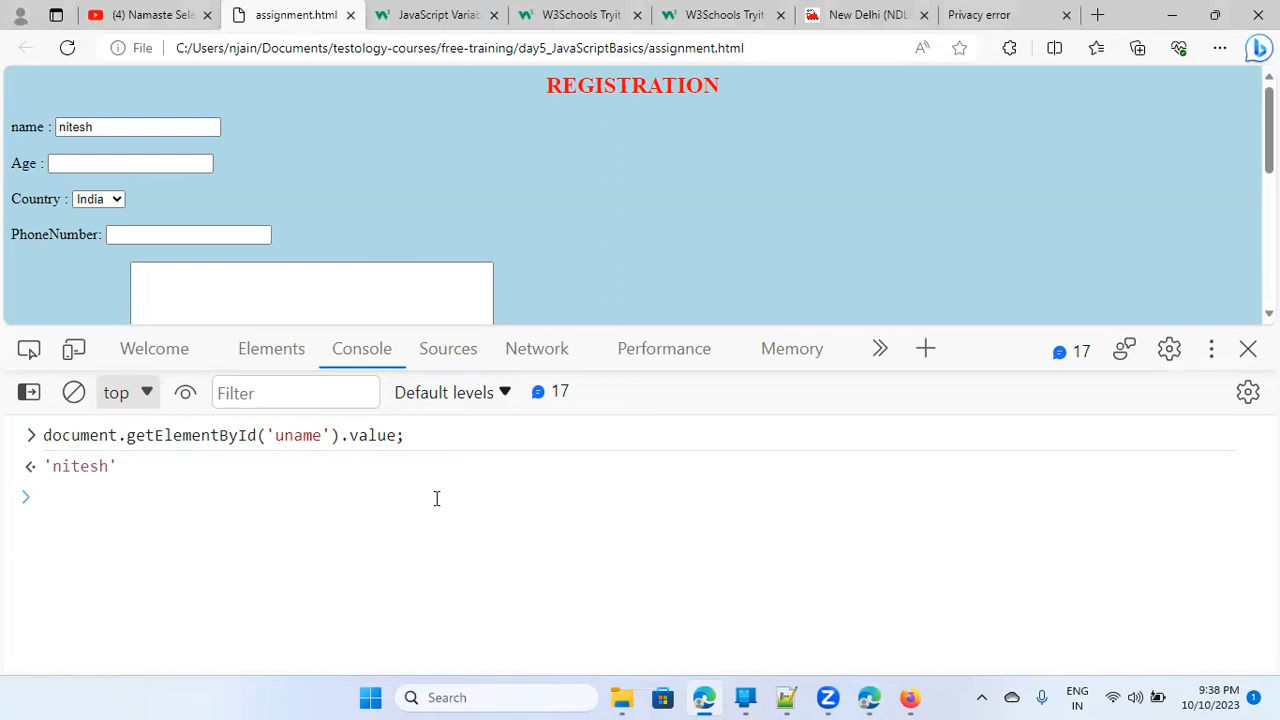 (4) Namaste Sele
assignment.html
JavaScript Variab
W3Schools Tryit
W3Schools Tryit
New Delhi (NDL
Privacy error
File
C:/Users/njain/Documents/testology-courses/free-training/day5_JavaScriptBasics/assignment.html
REGISTRATION
name : nitesh
Age :
Country : India
PhoneNumber:
Welcome
Elements
Console
Sources
Network
Performance
Memory
17
top
Filter
Default levels
17
document.getElementById('uname').value;
'nitesh'
Search
ENG
IN
9:38 PM
10/10/2023
1